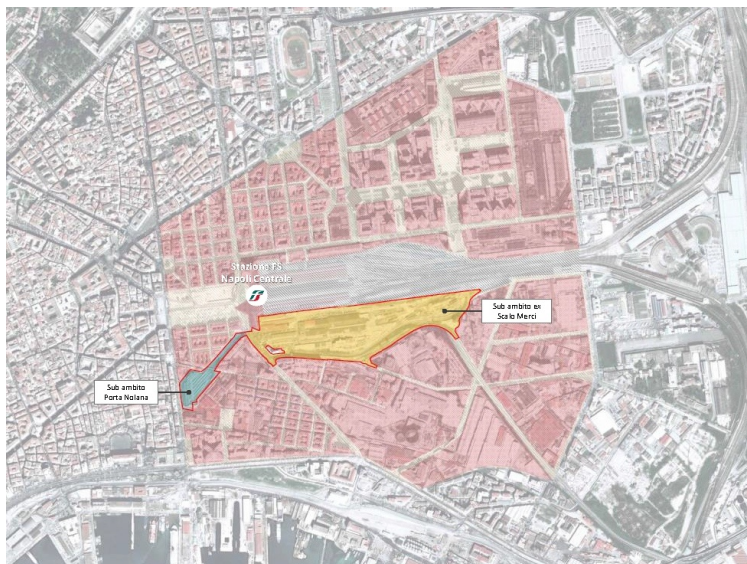 Stazione FS
Napoli Centrale
Sub ambito ex
Scalo Merci
Sub ambito
Porta Nolana